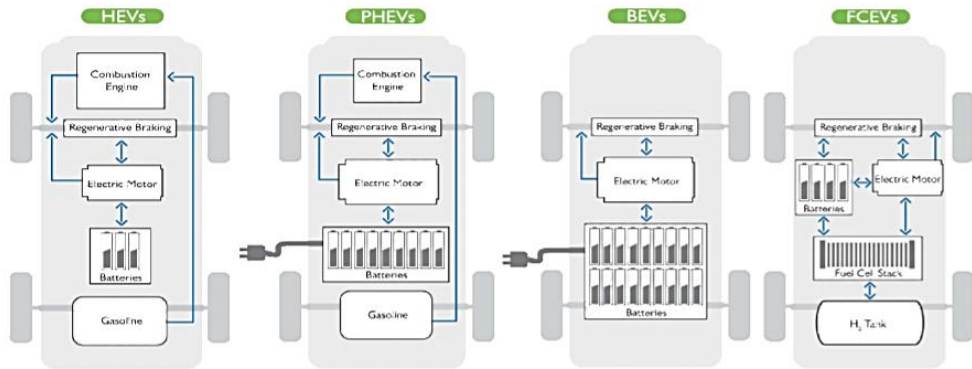 HEVs
Combustion
Engine
Regenerative Braking
Electric Motor
Batteries
Gasoline
PHEVs
Combustion
Engine
Regenerative Braking
Electric Motor
Batteries
Gasoline
BEVs
Regenerative Braking
Electric Motor
Batteries
FCEVs
Regenerative Braking
Electric Motor
Batteries
Fuel Cell Stack
H₂ Tank